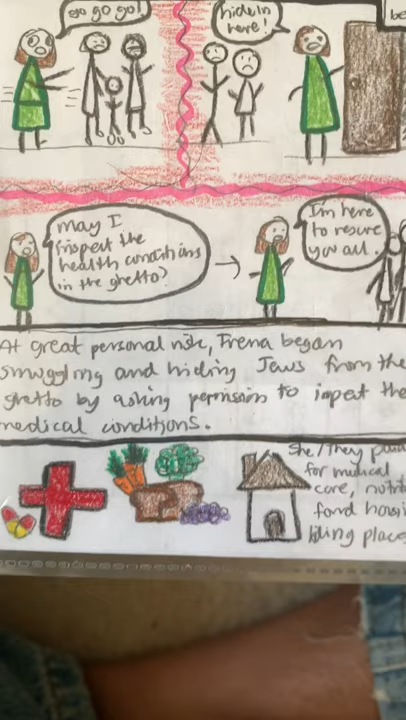 go go go!
hide in
here!
be
May I
inspect the
health conditions
in the ghetto?
I'm here
to rescue
you all.
At great personal risk, Irena began
smuggling and hiding Jews from the
ghetto by asking permission to inpet the
medical conditions.
She/they
for medical
care,
food
hiding place